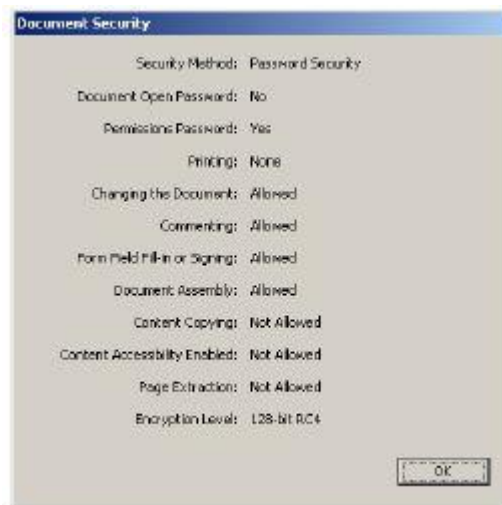 Document Security
Security Method: Password Security
Document Open Password: No
Permissions Password: Yes
Printing: None
Changing the Document: Allowed
Commenting: Allowed
Form Field Fill-in or Signing: Allowed
Document Assembly: Allowed
Content Copying: Not Allowed
Content Accessibility Enabled: Not Allowed
Page Extraction: Not Allowed
Encryption Level: 128-bit RC4
OK